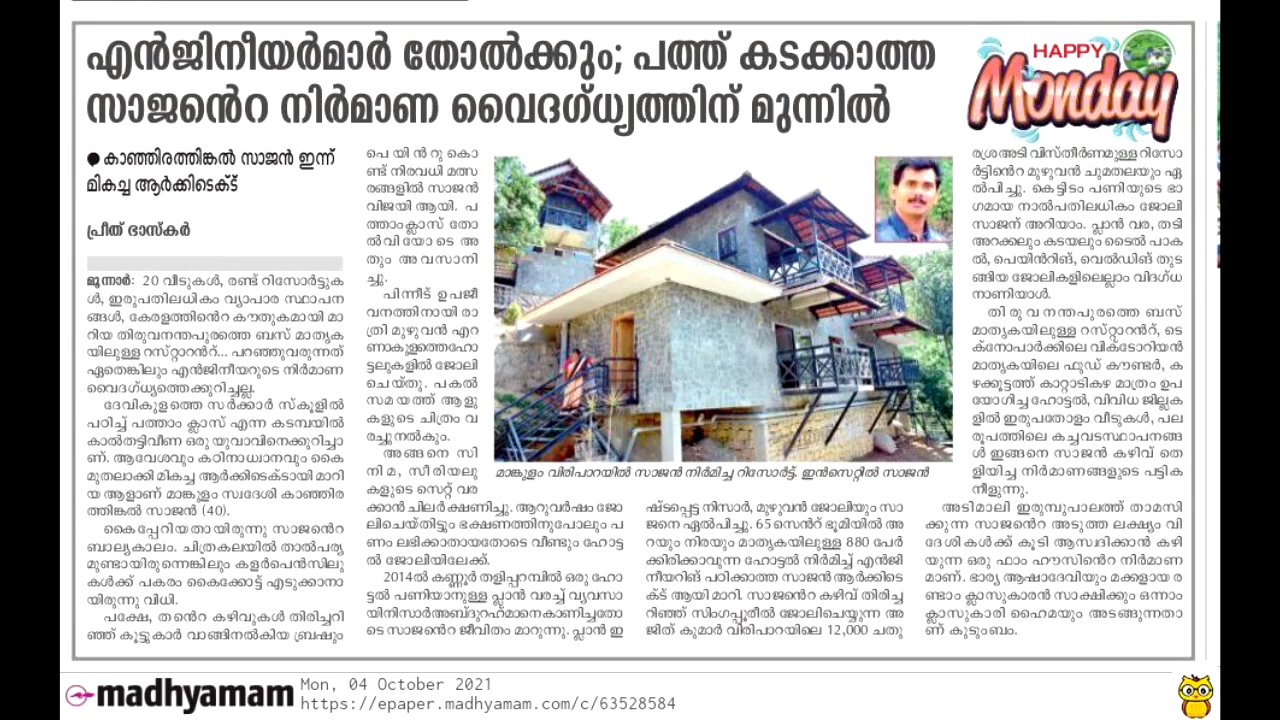 എൻജിനീയർമാർ തോൽക്കും; പത്ത് കടക്കാത്ത
സാജൻെറ നിർമാണ വൈദഗ്ധ്യത്തിന് മുന്നിൽ
HAPPY
Monday
● കാഞ്ഞിരത്തിങ്കൽ സാജൻ ഇന്ന്
മികച്ച ആർക്കിടെക്ട്
പ്രീത് ഭാസ്കർ
മൂന്നാർ: 20 വീടുകൾ, രണ്ട് റിസോർട്ടുക
ൾ, ഇരുപതിലധികം വ്യാപാര സ്ഥാപന
ങ്ങൾ, കേരളത്തിൻെറ കൗതുകമായി മാ
റിയ തിരുവനന്തപുരത്തെ ബസ് മാതൃക
യിലുള്ള റസ്റ്റാറൻറ്... പറഞ്ഞുവരുന്നത്
ഏതെങ്കിലും എൻജിനീയറുടെ നിർമാണ
വൈദഗ്ധ്യത്തെക്കുറിച്ചല്ല.
ദേവികുളത്തെ സർക്കാർ സ്കൂളിൽ
പഠിച്ച് പത്താം ക്ലാസ് എന്ന കടമ്പയിൽ
കാൽതട്ടിവീണ ഒരു യുവാവിനെക്കുറിച്ചാ
ണ്. ആവേശവും കഠിനാധ്വാനവും കൈ
മുതലാക്കി മികച്ച ആർക്കിടെക്ടായി മാറി
യ ആളാണ് മാങ്കുളം സ്വദേശി കാഞ്ഞിര
ത്തിങ്കൽ സാജൻ (40).
കൈപ്പേറിയതായിരുന്നു സാജൻെറ
ബാല്യകാലം. ചിത്രകലയിൽ താൽപര്യ
മുണ്ടായിരുന്നെങ്കിലും കളർപെൻസിലു
കൾക്ക് പകരം കൈക്കോട്ട് എടുക്കാനാ
യിരുന്നു വിധി.
പക്ഷേ, തൻെറ കഴിവുകൾ തിരിച്ചറി
ഞ്ഞ് കൂട്ടുകാർ വാങ്ങിനൽകിയ ബ്രഷും
പെയിൻറു കൊ
ണ്ട് നിരവധി മത്സ
രങ്ങളിൽ സാജൻ
വിജയി ആയി. പ
ത്താംക്ലാസ് തോ
ൽവിയോടെ അ
തും അവസാനി
ച്ചു.
പിന്നീട് ഉപജീ
വനത്തിനായി രാ
ത്രി മുഴുവൻ എറ
ണാകുളത്തെഹോ
ട്ടലുകളിൽ ജോലി
ചെയ്തു. പകൽ
സമയത്ത് ആളു
കളുടെ ചിത്രം വ
രച്ചുനൽകും.
അങ്ങനെ സി
നിമ, സീരിയലു
കളുടെ സെറ്റ് വര
ക്കാൻ ചിലർ ക്ഷണിച്ചു. ആറുവർഷം ജോ
ലിചെയ്തിട്ടും ഭക്ഷണത്തിനുപോലും പ
ണം ലഭിക്കാതായതോടെ വീണ്ടും ഹോട്ട
ൽ ജോലിയിലേക്ക്.
2014ൽ കണ്ണൂർ തളിപ്പറമ്പിൽ ഒരു ഹോ
ട്ടൽ പണിയാനുള്ള പ്ലാൻ വരച്ച് വ്യവസാ
യിനിസാർഅബ്ദുറഹ്മാനെകാണിച്ചതോ
ടെ സാജൻെറ ജീവിതം മാറുന്നു. പ്ലാൻ ഇ
മാങ്കുളം വിരിപാറയിൽ സാജൻ നിർമിച്ച റിസോർട്ട്. ഇൻസെറ്റിൽ സാജൻ
ഷ്ടപ്പെട്ട നിസാർ, മുഴുവൻ ജോലിയും സാ
ജനെ ഏൽപിച്ചു. 65 സെൻറ് ഭൂമിയിൽ അ
റയും നിരയും മാതൃകയിലുള്ള 880 പേർ
ക്കിരിക്കാവുന്ന ഹോട്ടൽ നിർമിച്ച് എൻജി
നീയറിങ് പഠിക്കാത്ത സാജൻ ആർക്കിടെ
ക്ട് ആയി മാറി. സാജൻെറ കഴിവ് തിരിച്ച
റിഞ്ഞ് സിംഗപ്പൂരിൽ ജോലിചെയ്യുന്ന അ
ജിത് കുമാർ വിരിപാറയിലെ 12,000 ചതു
രശ്രഅടി വിസ്തീർണമുള്ള റിസോ
ർട്ടിൻെറ മുഴുവൻ ചുമതലയും ഏ
ൽപിച്ചു. കെട്ടിടം പണിയുടെ ഭാ
ഗമായ നാൽപതിലധികം ജോലി
സാജന് അറിയാം. പ്ലാൻ വര, തടി
അറക്കലും കടയലും ടൈൽ പാക
ൽ, പെയിൻറിങ്, വെൽഡിങ് തുട
ങ്ങിയ ജോലികളിലെല്ലാം വിദഗ്ധ
നാണിയാൾ.
തിരുവനന്തപുരത്തെ ബസ്
മാതൃകയിലുള്ള റസ്റ്റാറൻറ്, ടെ
ക്നോപാർക്കിലെ വിക്ടോറിയൻ
മാതൃകയിലെ ഫുഡ് കൗണ്ടർ, ക
ഴക്കൂട്ടത്ത് കാറ്റാടികഴ മാത്രം ഉപ
യോഗിച്ച ഹോട്ടൽ, വിവിധ ജില്ലക
ളിൽ ഇരുപതോളം വീടുകൾ, പല
രൂപത്തിലെ കച്ചവടസ്ഥാപനങ്ങ
ൾ ഇങ്ങനെ സാജൻ കഴിവ് തെ
ളിയിച്ച നിർമാണങ്ങളുടെ പട്ടിക
നീളുന്നു.
അടിമാലി ഇരുമ്പുപാലത്ത് താമസി
ക്കുന്ന സാജൻെറ അടുത്ത ലക്ഷ്യം വി
ദേശികൾക്ക് കൂടി ആസ്വദിക്കാൻ കഴി
യുന്ന ഒരു ഫാം ഹൗസിൻെറ നിർമാണ
മാണ്. ഭാര്യ ആഷാദേവിയും മക്കളായ ര
ണ്ടാം ക്ലാസുകാരൻ സാക്ഷിക്കും ഒന്നാം
ക്ലാസുകാരി ഹൈമയും അടങ്ങുന്നതാ
ണ് കുടുംബം.
madhyamam
Mon, 04 October 2021
https://epaper.madhyamam.com/c/63528584